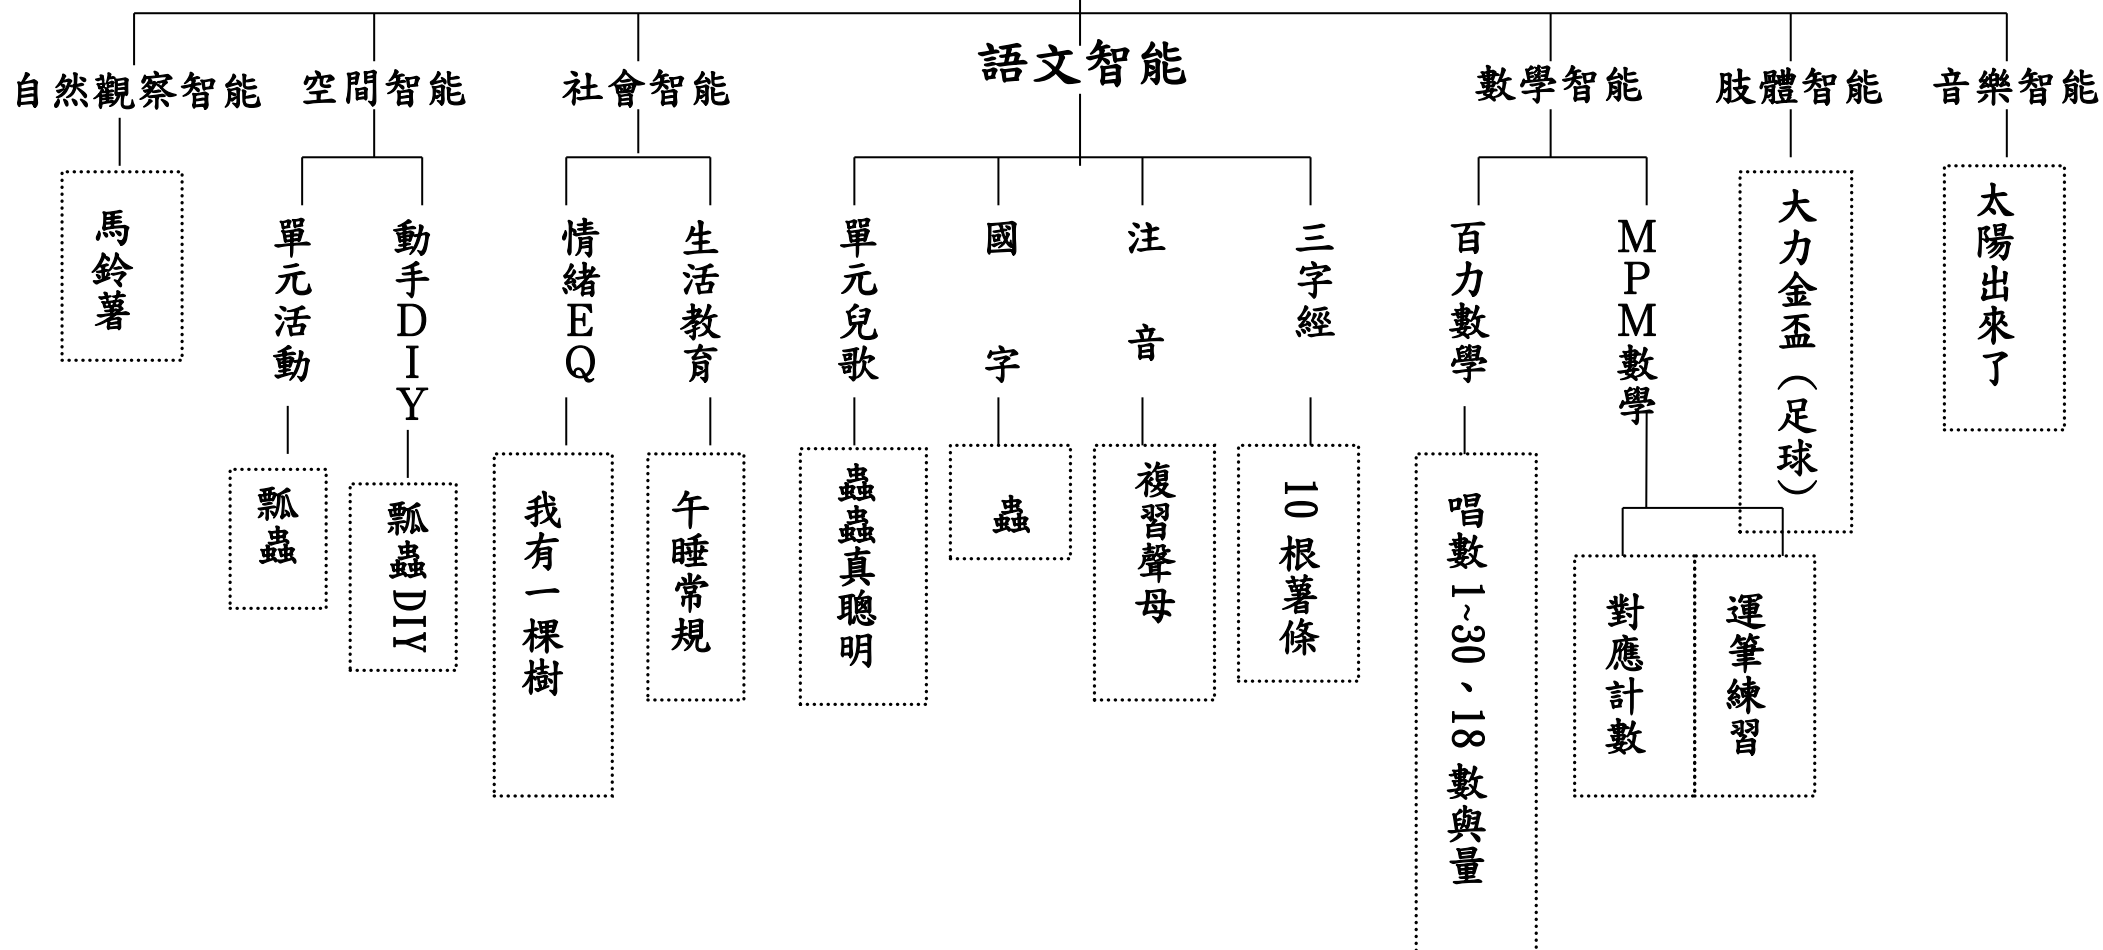 自然觀察智能
空間智能
社會智能
語文智能
數學智能
肢體智能
音樂智能
馬鈴薯
單元活動
動手DIY
情緒EQ
生活教育
單元兒歌
國字
注音
三字經
百力數學
MPM數學
大力金盃（足球）
太陽出來了
瓢蟲
瓢蟲DIY
我有一棵樹
午睡常規
蟲蟲真聰明
蟲
複習聲母
10根薯條
唱數1~30、18數與量
對應計數
運筆練習